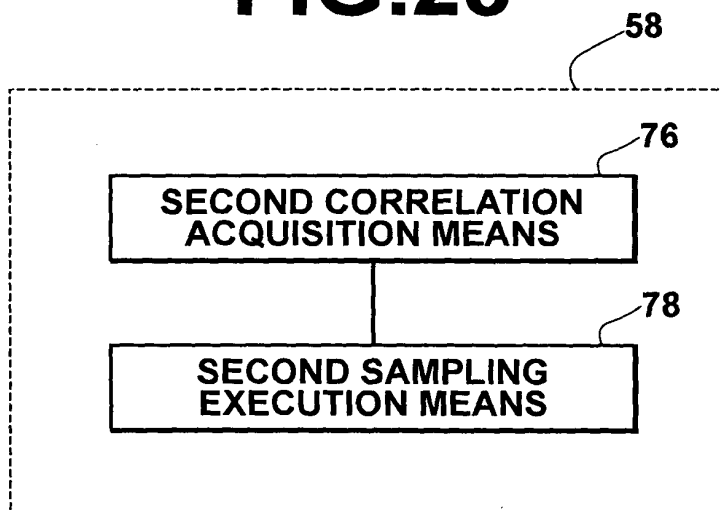 58
76
SECOND CORRELATION
ACQUISITION MEANS
78
SECOND SAMPLING
EXECUTION MEANS